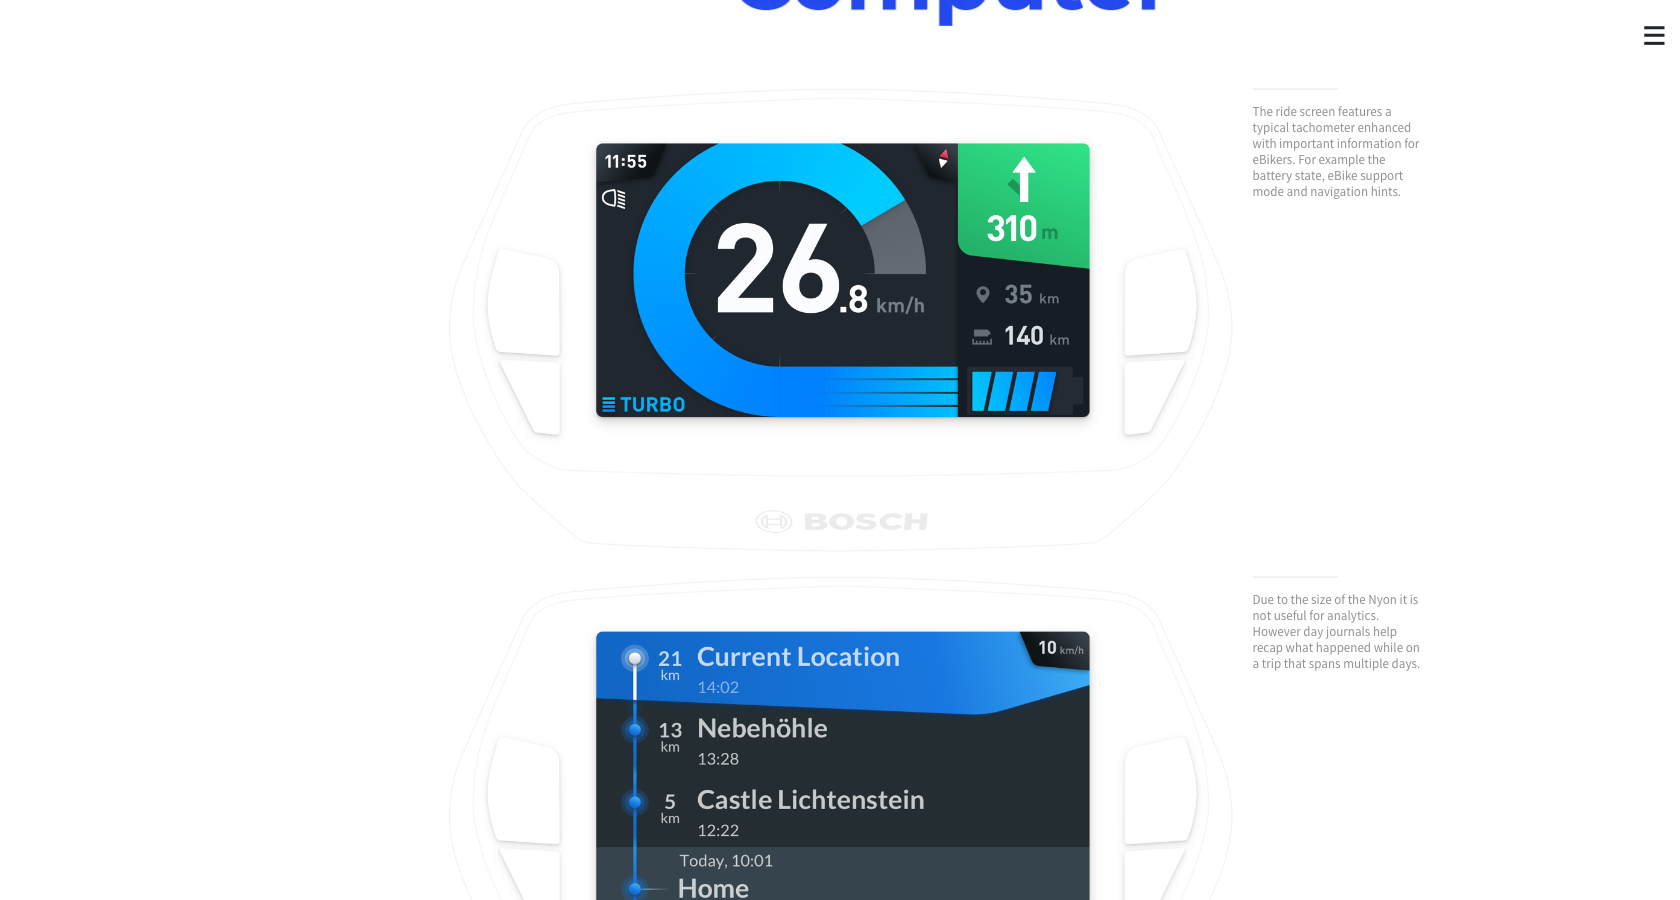 Computer
The ride screen features a
typical tachometer enhanced
with important information for
eBikers. For example the
battery state, eBike support
mode and navigation hints.
11:55
310 m
26.8 km/h
35 km
140 km
TURBO
BOSCH
Due to the size of the Nyon it is
not useful for analytics.
However day journals help
recap what happened while on
a trip that spans multiple days.
10 km/h
21 km
Current Location
14:02
13 km
Nebehöhle
13:28
5 km
Castle Lichtenstein
12:22
Today, 10:01
Home